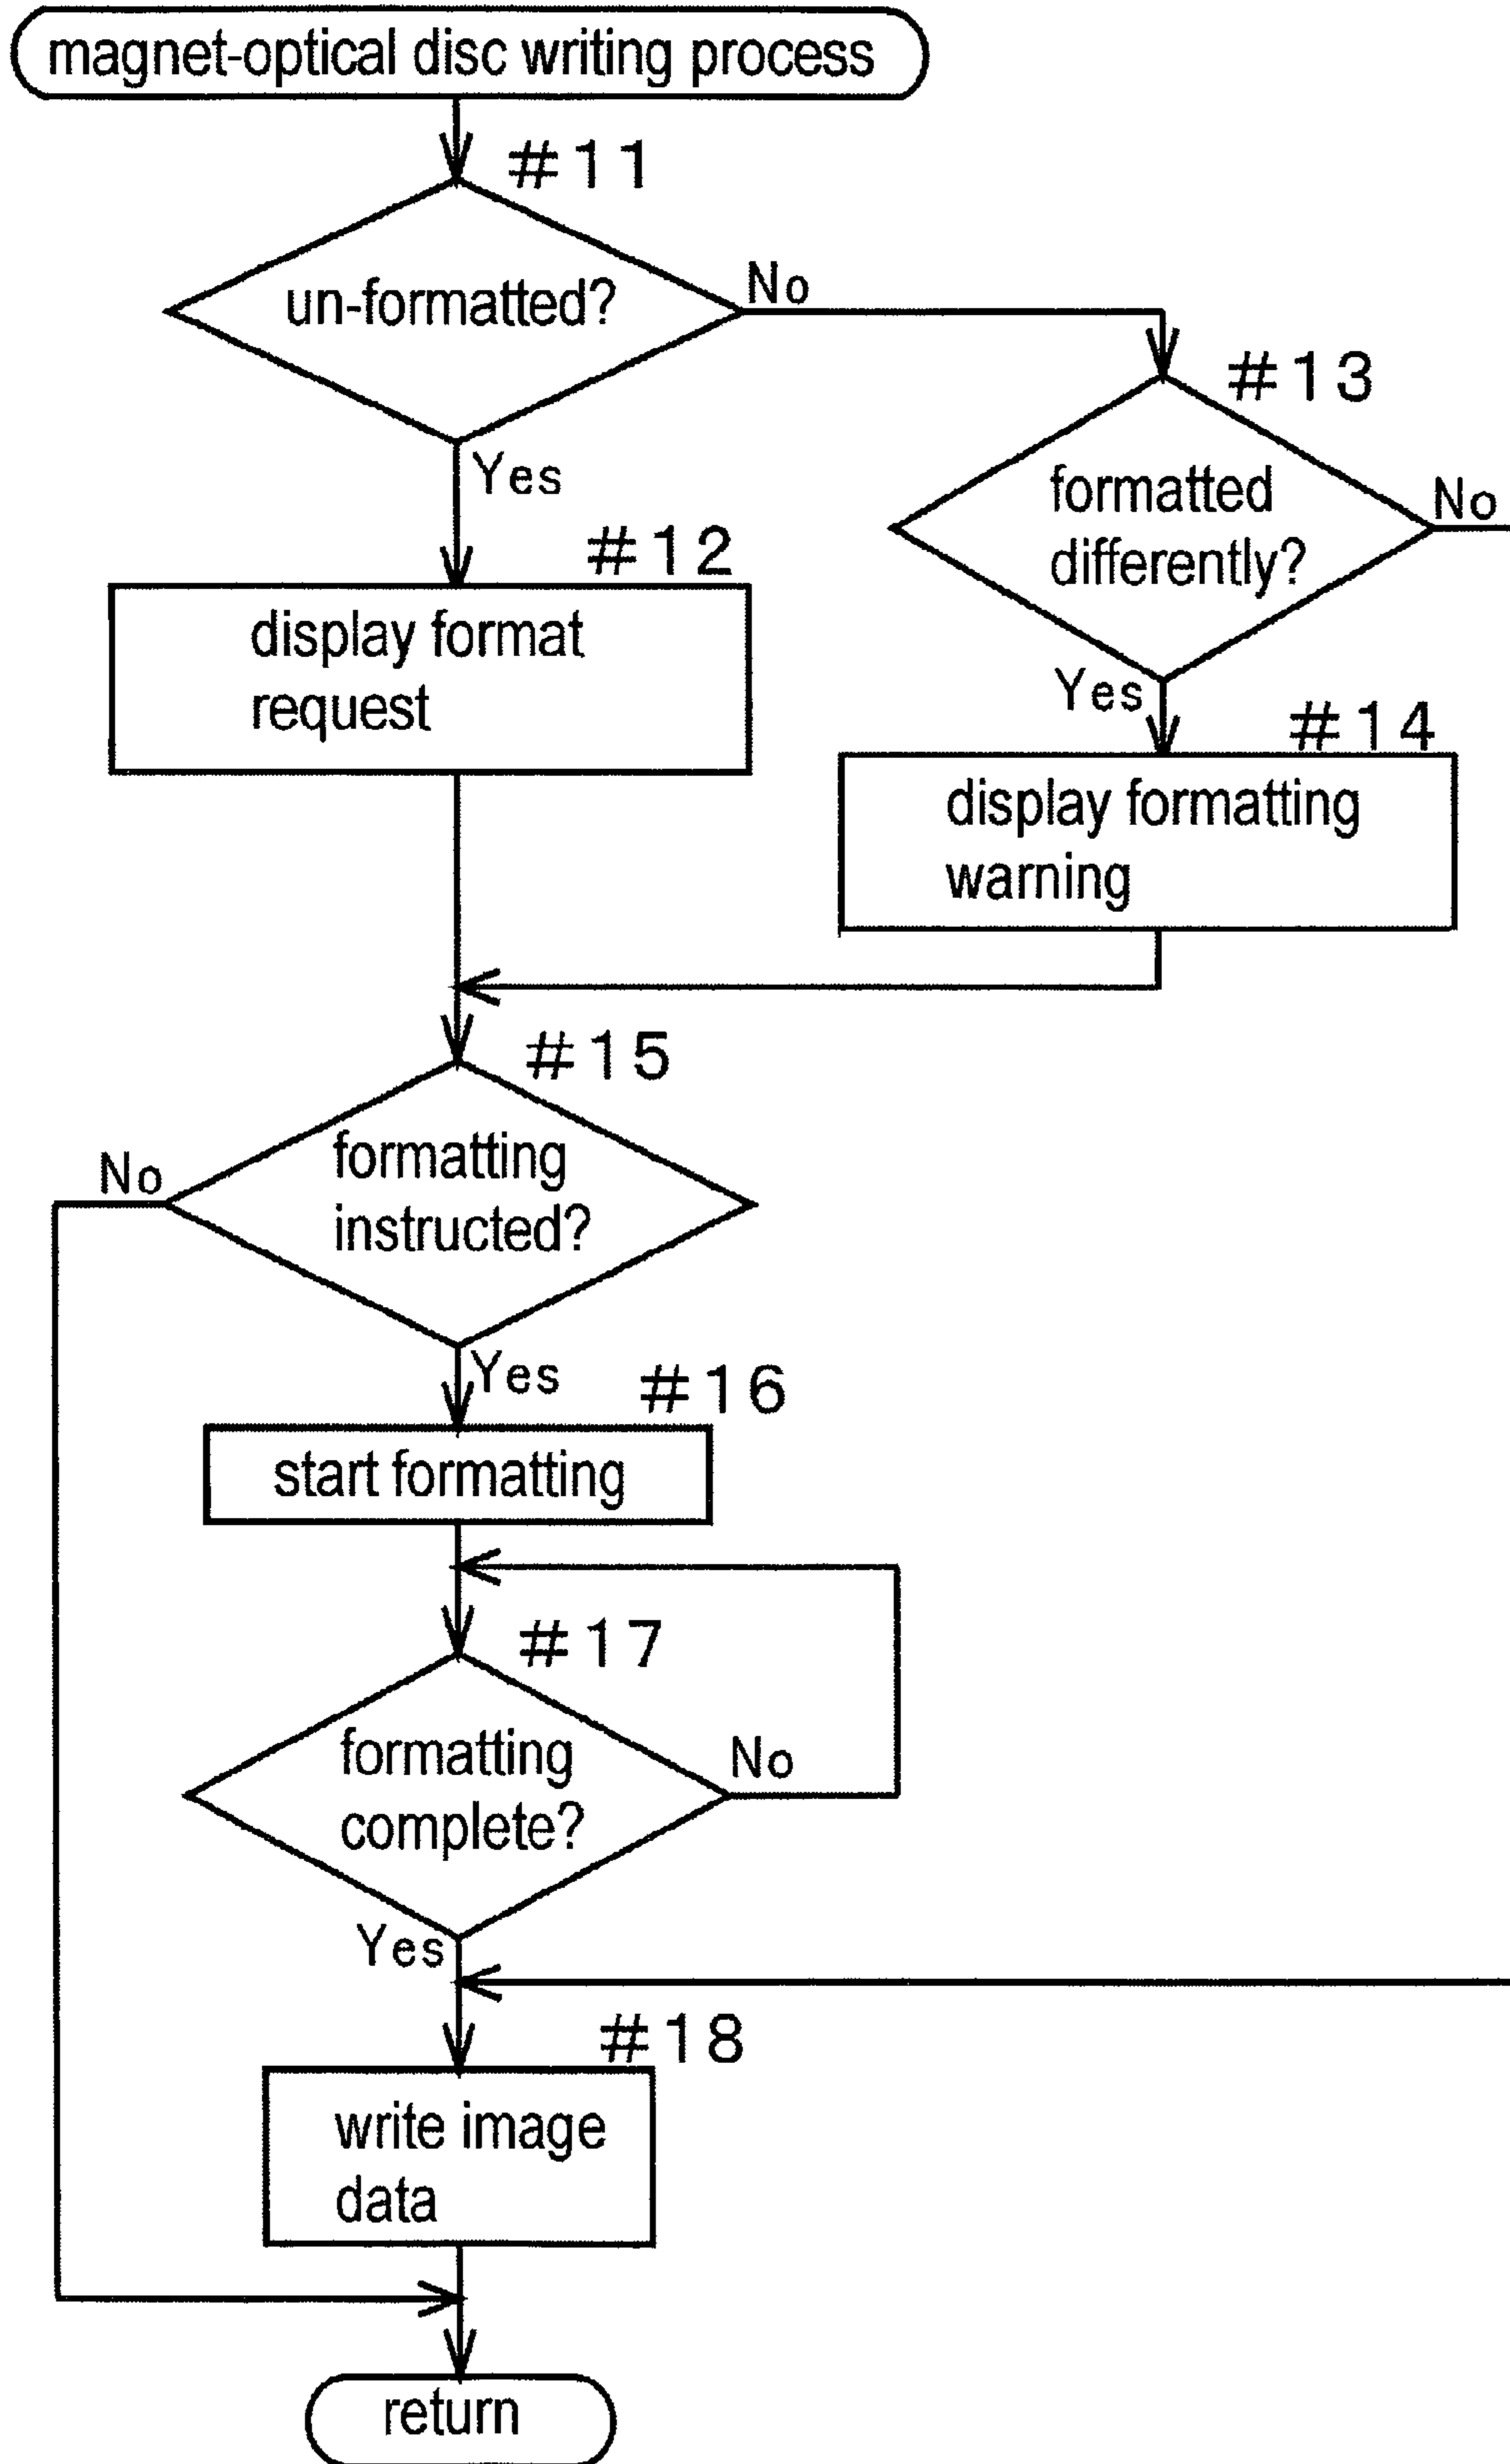 magnet-optical disc writing process
#11
un-formatted?
No
Yes
#13
formatted
differently?
No
Yes
#12
display format
request
#14
display formatting
warning
#15
formatting
instructed?
No
Yes
#16
start formatting
#17
formatting
complete?
No
Yes
#18
write image
data
return